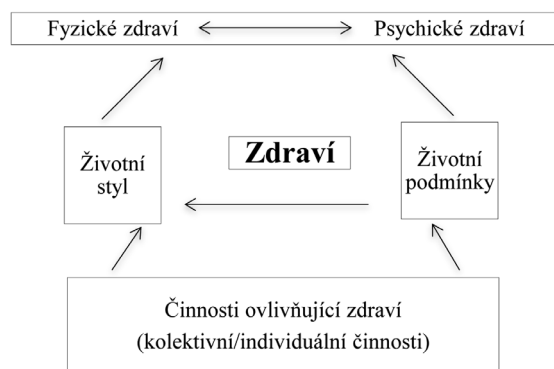 Fyzické zdraví
Psychické zdraví
Životní
styl
Zdraví
Životní
podmínky
Činnosti ovlivňující zdraví
(kolektivní/individuální činnosti)